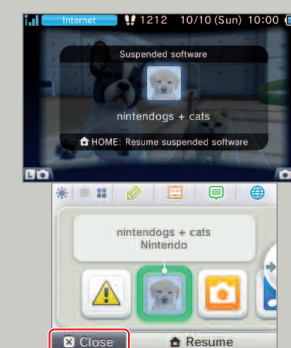 Internet 1212 10/10 (Sun) 10:00
Suspended software
nintendogs + cats
HOME: Resume suspended software
L R
nintendogs + cats
Nintendo
X Close Resume